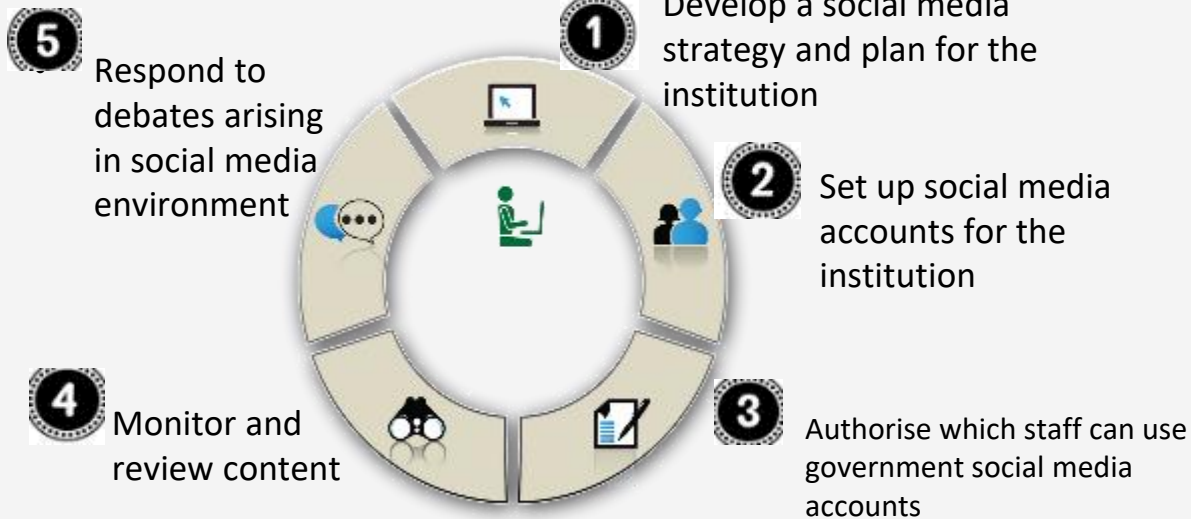 1
Develop a social media
strategy and plan for the
institution
2
Set up social media
accounts for the
institution
3
Authorise which staff can use
government social media
accounts
4
Monitor and
review content
5
Respond to
debates arising
in social media
environment